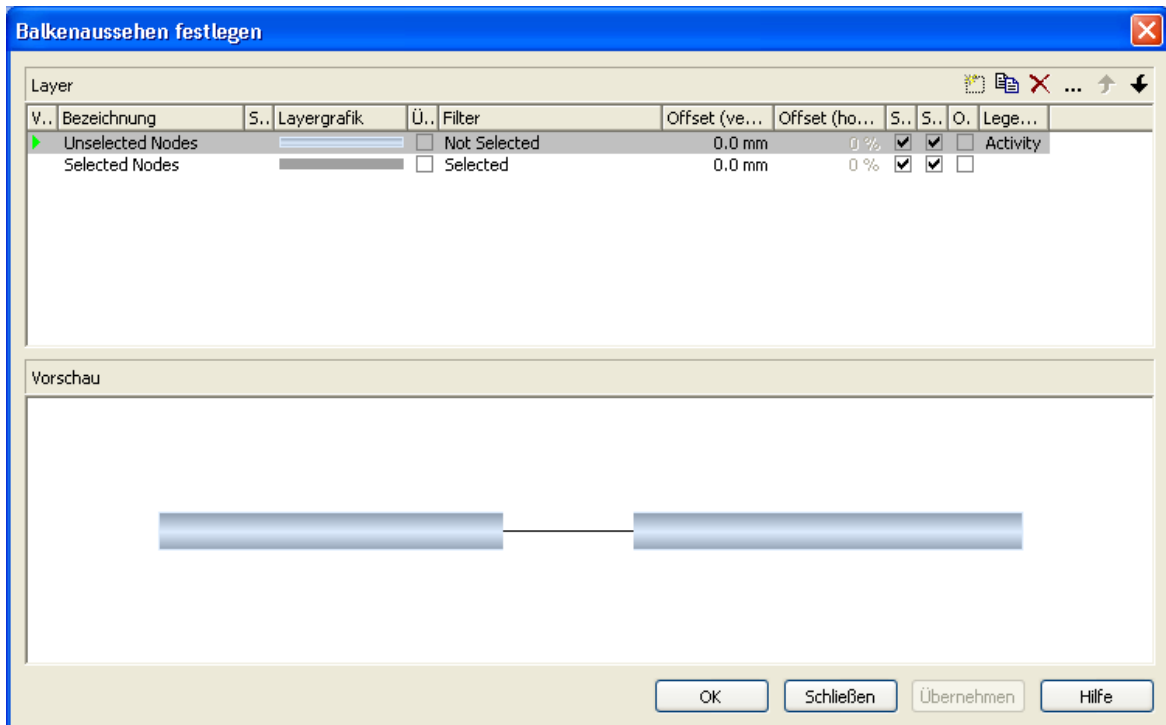 Balkenaussehen festlegen
Layer
V.. Bezeichnung S.. Layergrafik Ü.. Filter Offset (ve... Offset (ho... S.. S.. O. Lege...
Unselected Nodes Not Selected 0.0 mm 0 % Activity
Selected Nodes Selected 0.0 mm 0 %
Vorschau
OK Schließen Übernehmen Hilfe